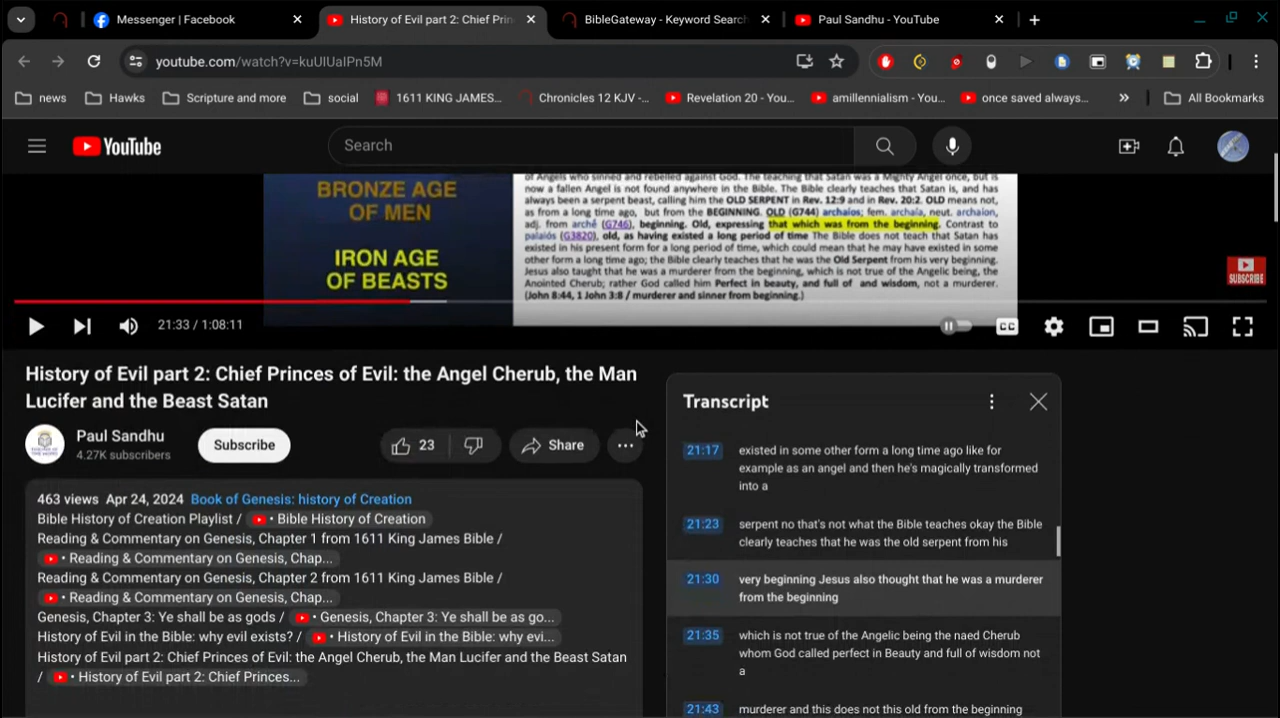 Messenger | Facebook
History of Evil part 2: Chief Prin
BibleGateway - Keyword Search
Paul Sandhu - YouTube
youtube.com/watch?v=kuUlUaIPn5M
news
Hawks
Scripture and more
social
1611 KING JAMES...
Chronicles 12 KJV -...
Revelation 20 - You...
amillennialism - You...
once saved always...
All Bookmarks
YouTube
Search
BRONZE AGE
OF MEN
IRON AGE
OF BEASTS
of Angels who sinned and rebelled against God. The teaching that Satan was a Mighty Angel once, but is
now a fallen Angel is not found anywhere in the Bible. The Bible clearly teaches that Satan is, and has
always been a serpent beast, calling him the OLD SERPENT in Rev. 12:9 and in Rev. 20:2. OLD means not,
as from a long time ago, but from the BEGINNING. OLD (G744) archaios; fem. archaia, neut. archaion,
adj. from archē (G746), beginning. Old, expressing that which was from the beginning. Contrast to
palaiós (G3820), old, as having existed a long period of time The Bible does not teach that Satan has
existed in his present form for a long period of time, which could mean that he may have existed in some
other form a long time ago; the Bible clearly teaches that he was the Old Serpent from his very beginning.
Jesus also taught that he was a murderer from the beginning, which is not true of the Angelic being, the
Anointed Cherub; rather God called him Perfect in beauty, and full of and wisdom, not a murderer.
(John 8:44, 1 John 3:8 / murderer and sinner from beginning.)
SUBSCRIBE
21:33 / 1:08:11
CC
History of Evil part 2: Chief Princes of Evil: the Angel Cherub, the Man
Lucifer and the Beast Satan
Paul Sandhu
4.27K subscribers
Subscribe
23
Share
463 views Apr 24, 2024 Book of Genesis: history of Creation
Bible History of Creation Playlist / • Bible History of Creation
Reading & Commentary on Genesis, Chapter 1 from 1611 King James Bible /
• Reading & Commentary on Genesis, Chap...
Reading & Commentary on Genesis, Chapter 2 from 1611 King James Bible /
• Reading & Commentary on Genesis, Chap...
Genesis, Chapter 3: Ye shall be as gods / • Genesis, Chapter 3: Ye shall be as go...
History of Evil in the Bible: why evil exists? / • History of Evil in the Bible: why evi...
History of Evil part 2: Chief Princes of Evil: the Angel Cherub, the Man Lucifer and the Beast Satan
/ • History of Evil part 2: Chief Princes...
Transcript
21:17 existed in some other form a long time ago like for
example as an angel and then he's magically transformed
into a
21:23 serpent no that's not what the Bible teaches okay the Bible
clearly teaches that he was the old serpent from his
21:30 very beginning Jesus also thought that he was a murderer
from the beginning
21:35 which is not true of the Angelic being the naed Cherub
whom God called perfect in Beauty and full of wisdom not
a
21:43 murderer and this does not this old from the beginning